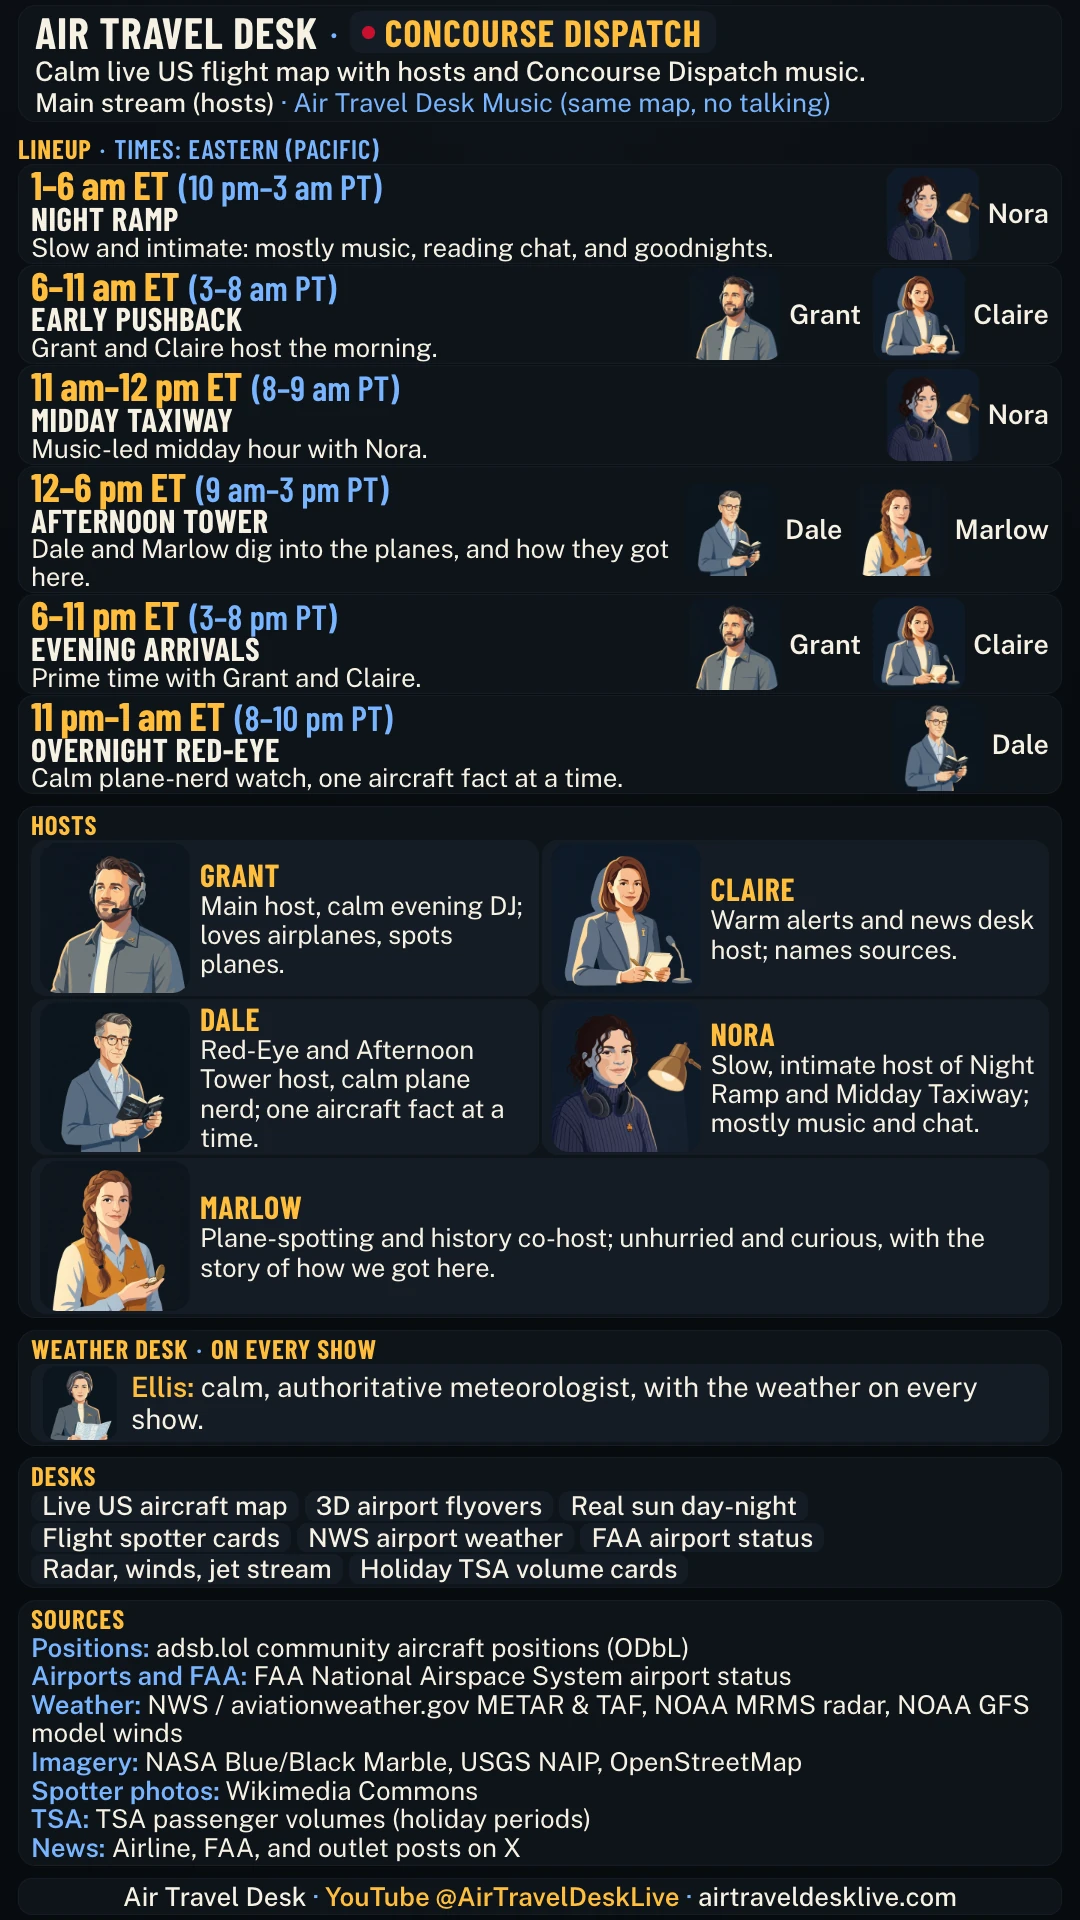 AIR TRAVEL DESK · CONCOURSE DISPATCH
Calm live US flight map with hosts and Concourse Dispatch music.
Main stream (hosts) · Air Travel Desk Music (same map, no talking)
LINEUP · TIMES: EASTERN (PACIFIC)
1–6 am ET (10 pm–3 am PT)
NIGHT RAMP
Slow and intimate: mostly music, reading chat, and goodnights.
Nora
6–11 am ET (3–8 am PT)
EARLY PUSHBACK
Grant and Claire host the morning.
Grant Claire
11 am–12 pm ET (8–9 am PT)
MIDDAY TAXIWAY
Music-led midday hour with Nora.
Nora
12–6 pm ET (9 am–3 pm PT)
AFTERNOON TOWER
Dale and Marlow dig into the planes, and how they got
here.
Dale Marlow
6–11 pm ET (3–8 pm PT)
EVENING ARRIVALS
Prime time with Grant and Claire.
Grant Claire
11 pm–1 am ET (8–10 pm PT)
OVERNIGHT RED-EYE
Calm plane-nerd watch, one aircraft fact at a time.
Dale
HOSTS
GRANT
Main host, calm evening DJ;
loves airplanes, spots
planes.
CLAIRE
Warm alerts and news desk
host; names sources.
DALE
Red-Eye and Afternoon
Tower host, calm plane
nerd; one aircraft fact at a
time.
NORA
Slow, intimate host of Night
Ramp and Midday Taxiway;
mostly music and chat.
MARLOW
Plane-spotting and history co-host; unhurried and curious, with the
story of how we got here.
WEATHER DESK · ON EVERY SHOW
Ellis: calm, authoritative meteorologist, with the weather on every
show.
DESKS
Live US aircraft map 3D airport flyovers Real sun day-night
Flight spotter cards NWS airport weather FAA airport status
Radar, winds, jet stream Holiday TSA volume cards
SOURCES
Positions: adsb.lol community aircraft positions (ODbL)
Airports and FAA: FAA National Airspace System airport status
Weather: NWS / aviationweather.gov METAR & TAF, NOAA MRMS radar, NOAA GFS
model winds
Imagery: NASA Blue/Black Marble, USGS NAIP, OpenStreetMap
Spotter photos: Wikimedia Commons
TSA: TSA passenger volumes (holiday periods)
News: Airline, FAA, and outlet posts on X
Air Travel Desk · YouTube @AirTravelDeskLive · airtraveldesklive.com